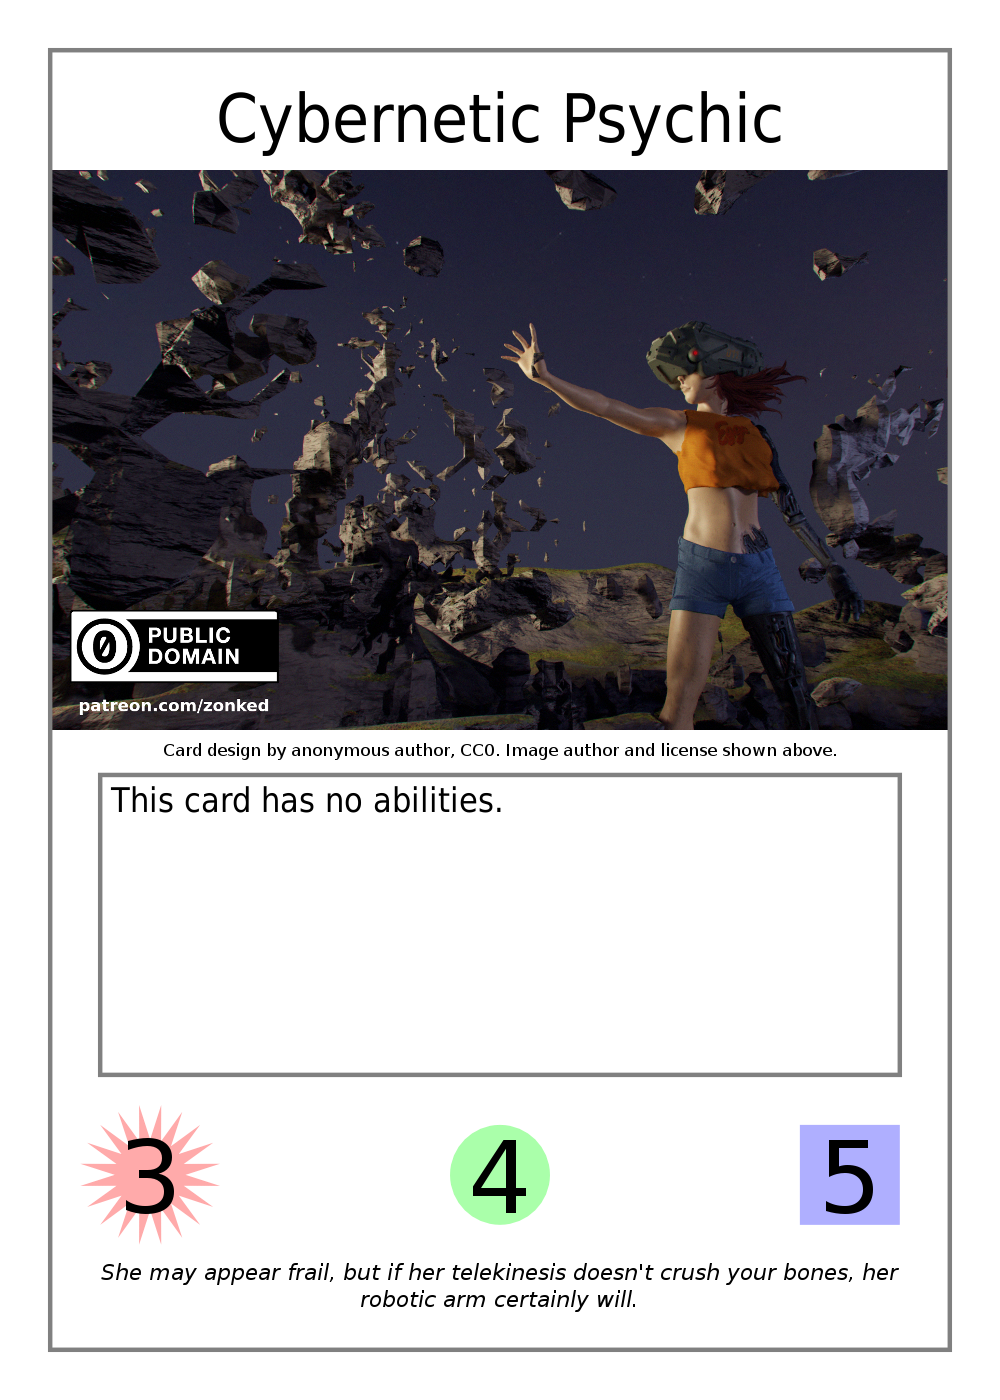 Cybernetic Psychic
0
PUBLIC
DOMAIN
patreon.com/zonked
Card design by anonymous author, CC0. Image author and license shown above.
This card has no abilities.
3
4
5
She may appear frail, but if her telekinesis doesn't crush your bones, her
robotic arm certainly will.